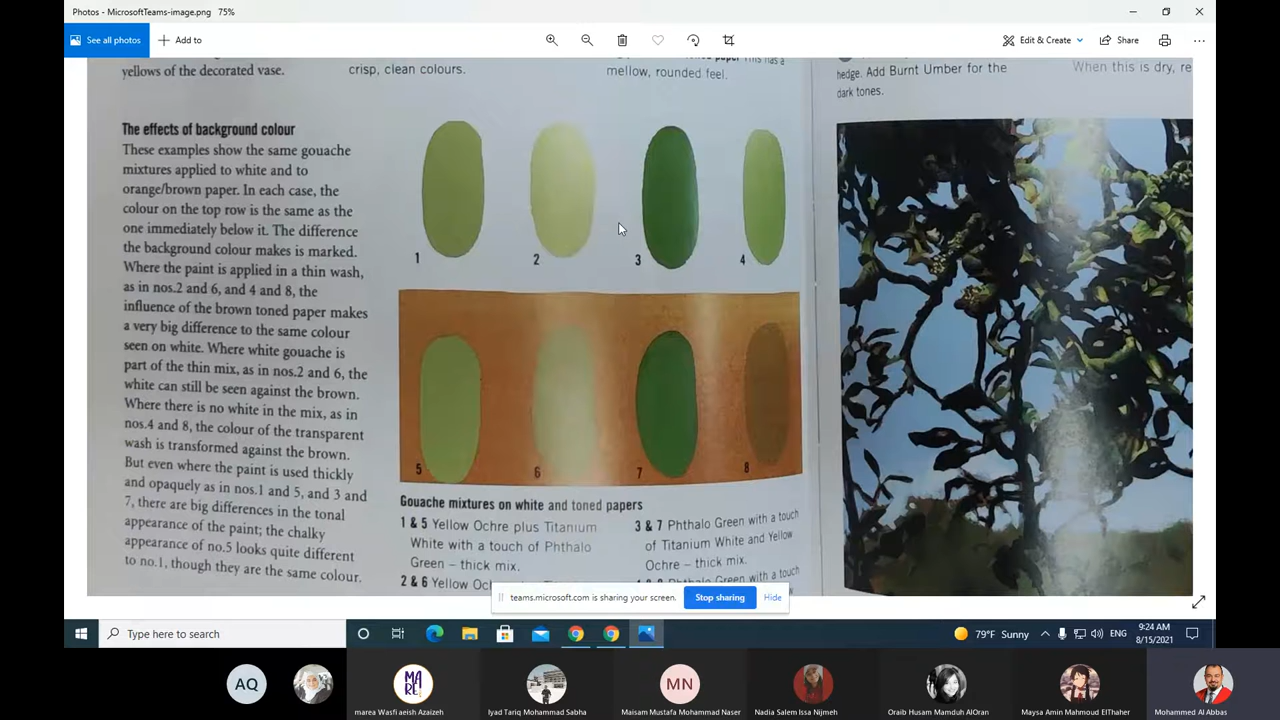 Photos - MicrosoftTeams-image.png 75%
See all photos
Add to
Edit & Create
Share
yellows of the decorated vase.
crisp, clean colours.
toned paper This has a
mellow, rounded feel.
hedge. Add Burnt Umber for the
dark tones.
When this is dry, re
The effects of background colour
These examples show the same gouache
mixtures applied to white and to
orange/brown paper. In each case, the
colour on the top row is the same as the
one immediately below it. The difference
the background colour makes is marked.
Where the paint is applied in a thin wash,
as in nos.2 and 6, and 4 and 8, the
influence of the brown toned paper makes
a very big difference to the same colour
seen on white. Where white gouache is
part of the thin mix, as in nos.2 and 6, the
white can still be seen against the brown.
Where there is no white in the mix, as in
nos.4 and 8, the colour of the transparent
wash is transformed against the brown.
But even where the paint is used thickly
and opaquely as in nos.1 and 5, and 3 and
7, there are big differences in the tonal
appearance of the paint; the chalky
appearance of no.5 looks quite different
to no.1, though they are the same colour.
1
2
3
4
5
6
7
8
Gouache mixtures on white and toned papers
1 & 5 Yellow Ochre plus Titanium
White with a touch of Phthalo
Green – thick mix.
2 & 6 Yellow Oc
3 & 7 Phthalo Green with a touch
of Titanium White and Yellow
Ochre – thick mix.
Phthalo Green with a touch
teams.microsoft.com is sharing your screen.
Stop sharing
Hide
Type here to search
79°F Sunny
ENG
9:24 AM
8/15/2021
AQ
MARE
marea Wasfi aeish Azaizeh
Iyad Tariq Mohammad Sabha
MN
Maisam Mustafa Mohammad Naser
Nadia Salem Issa Nijmeh
Oraib Husam Mamduh AlOran
Maysa Amin Mahmoud ElThaher
Mohammed Al Abbas